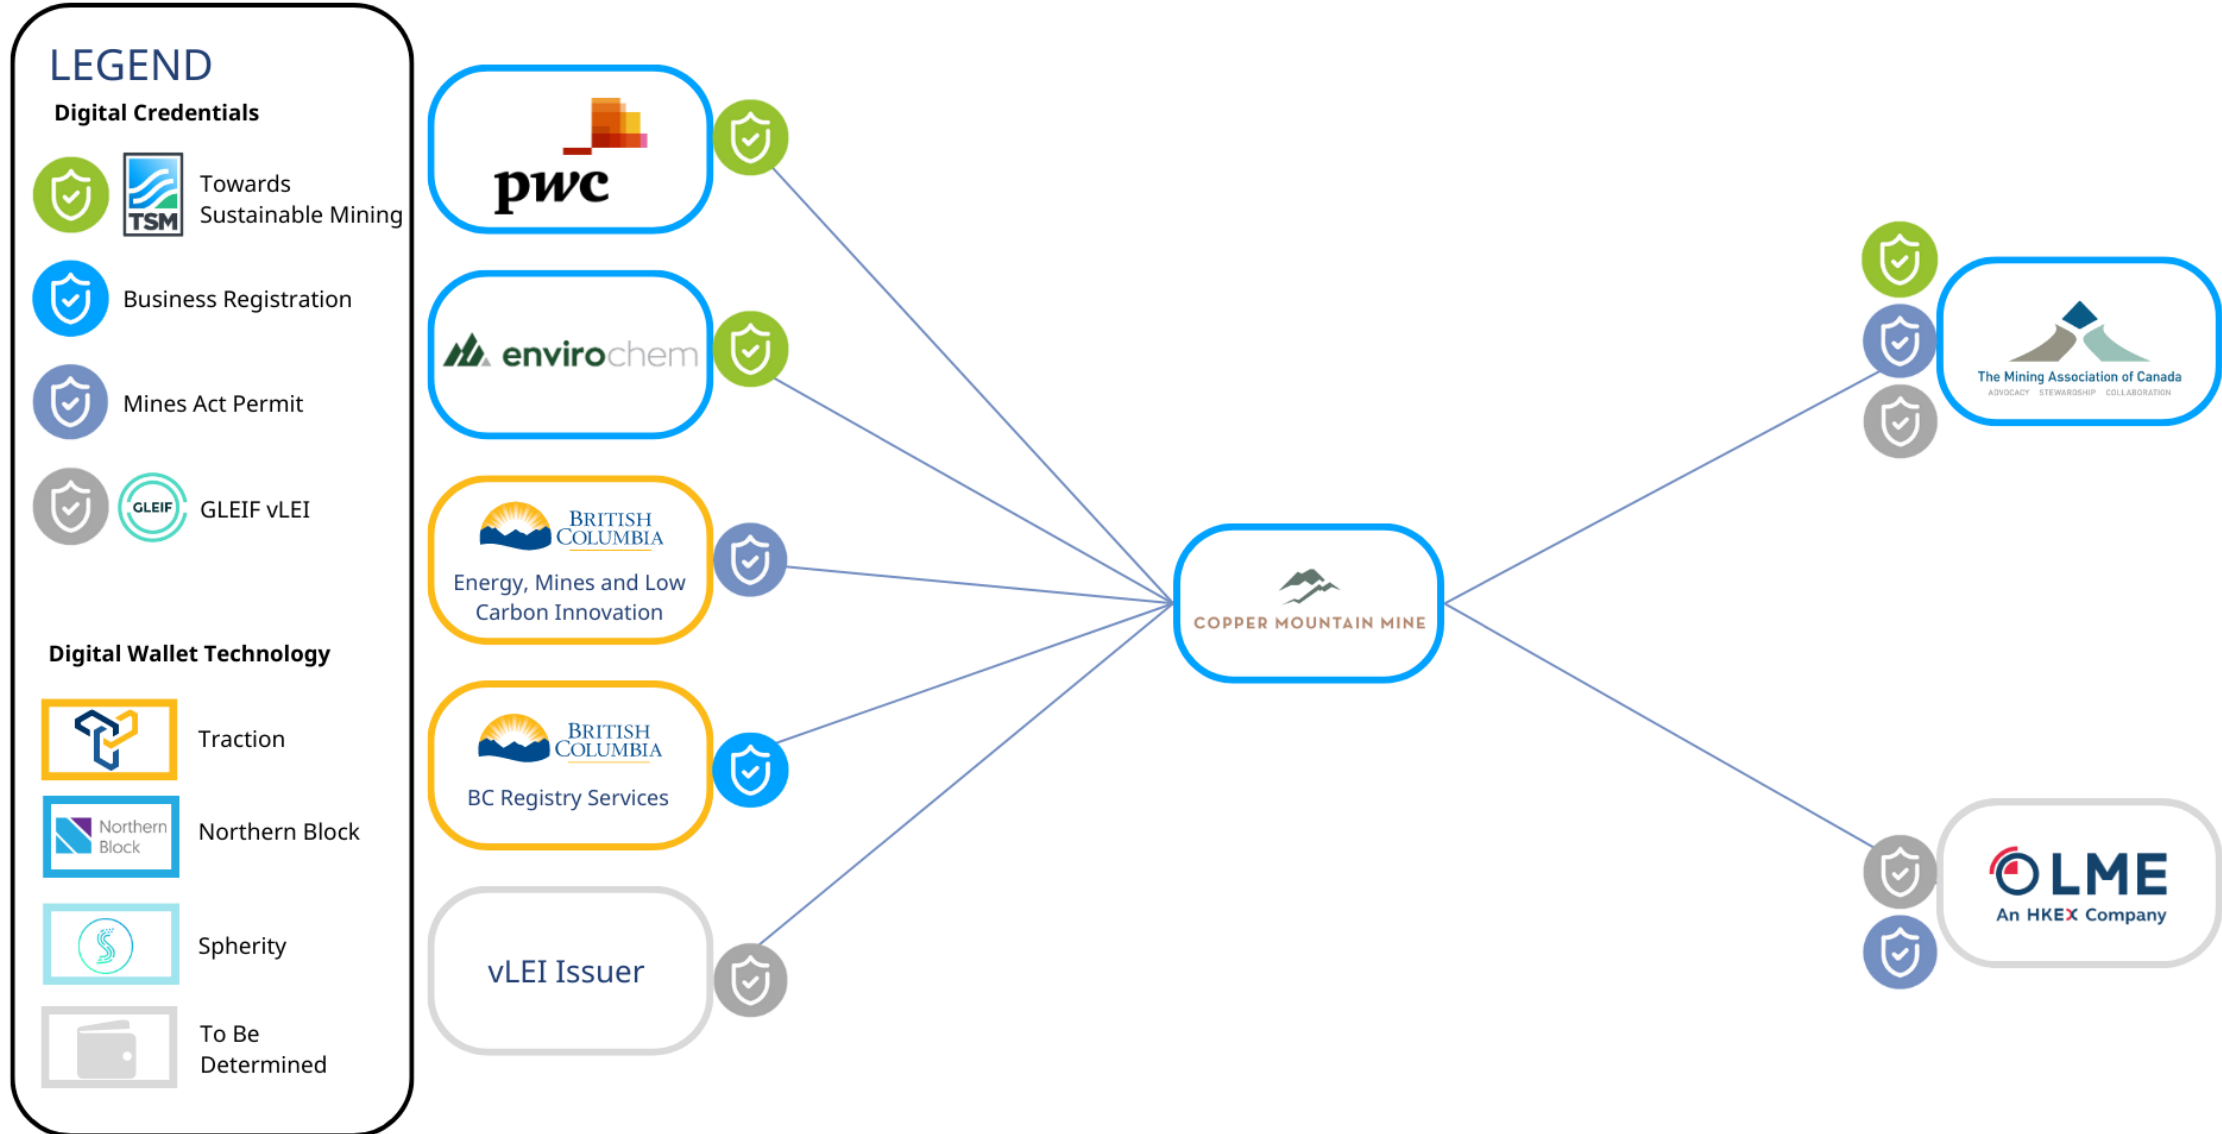 LEGEND
Digital Credentials
TSM
Towards
Sustainable Mining
Business Registration
Mines Act Permit
GLEIF
GLEIF vLEI
Digital Wallet Technology
Traction
Northern
Block
Northern Block
Spherity
To Be
Determined
pwc
envirochem
BRITISH
COLUMBIA
Energy, Mines and Low
Carbon Innovation
BRITISH
COLUMBIA
BC Registry Services
vLEI Issuer
COPPER MOUNTAIN MINE
The Mining Association of Canada
ADVOCACY STEWARDSHIP COLLABORATION
LME
An HKEX Company